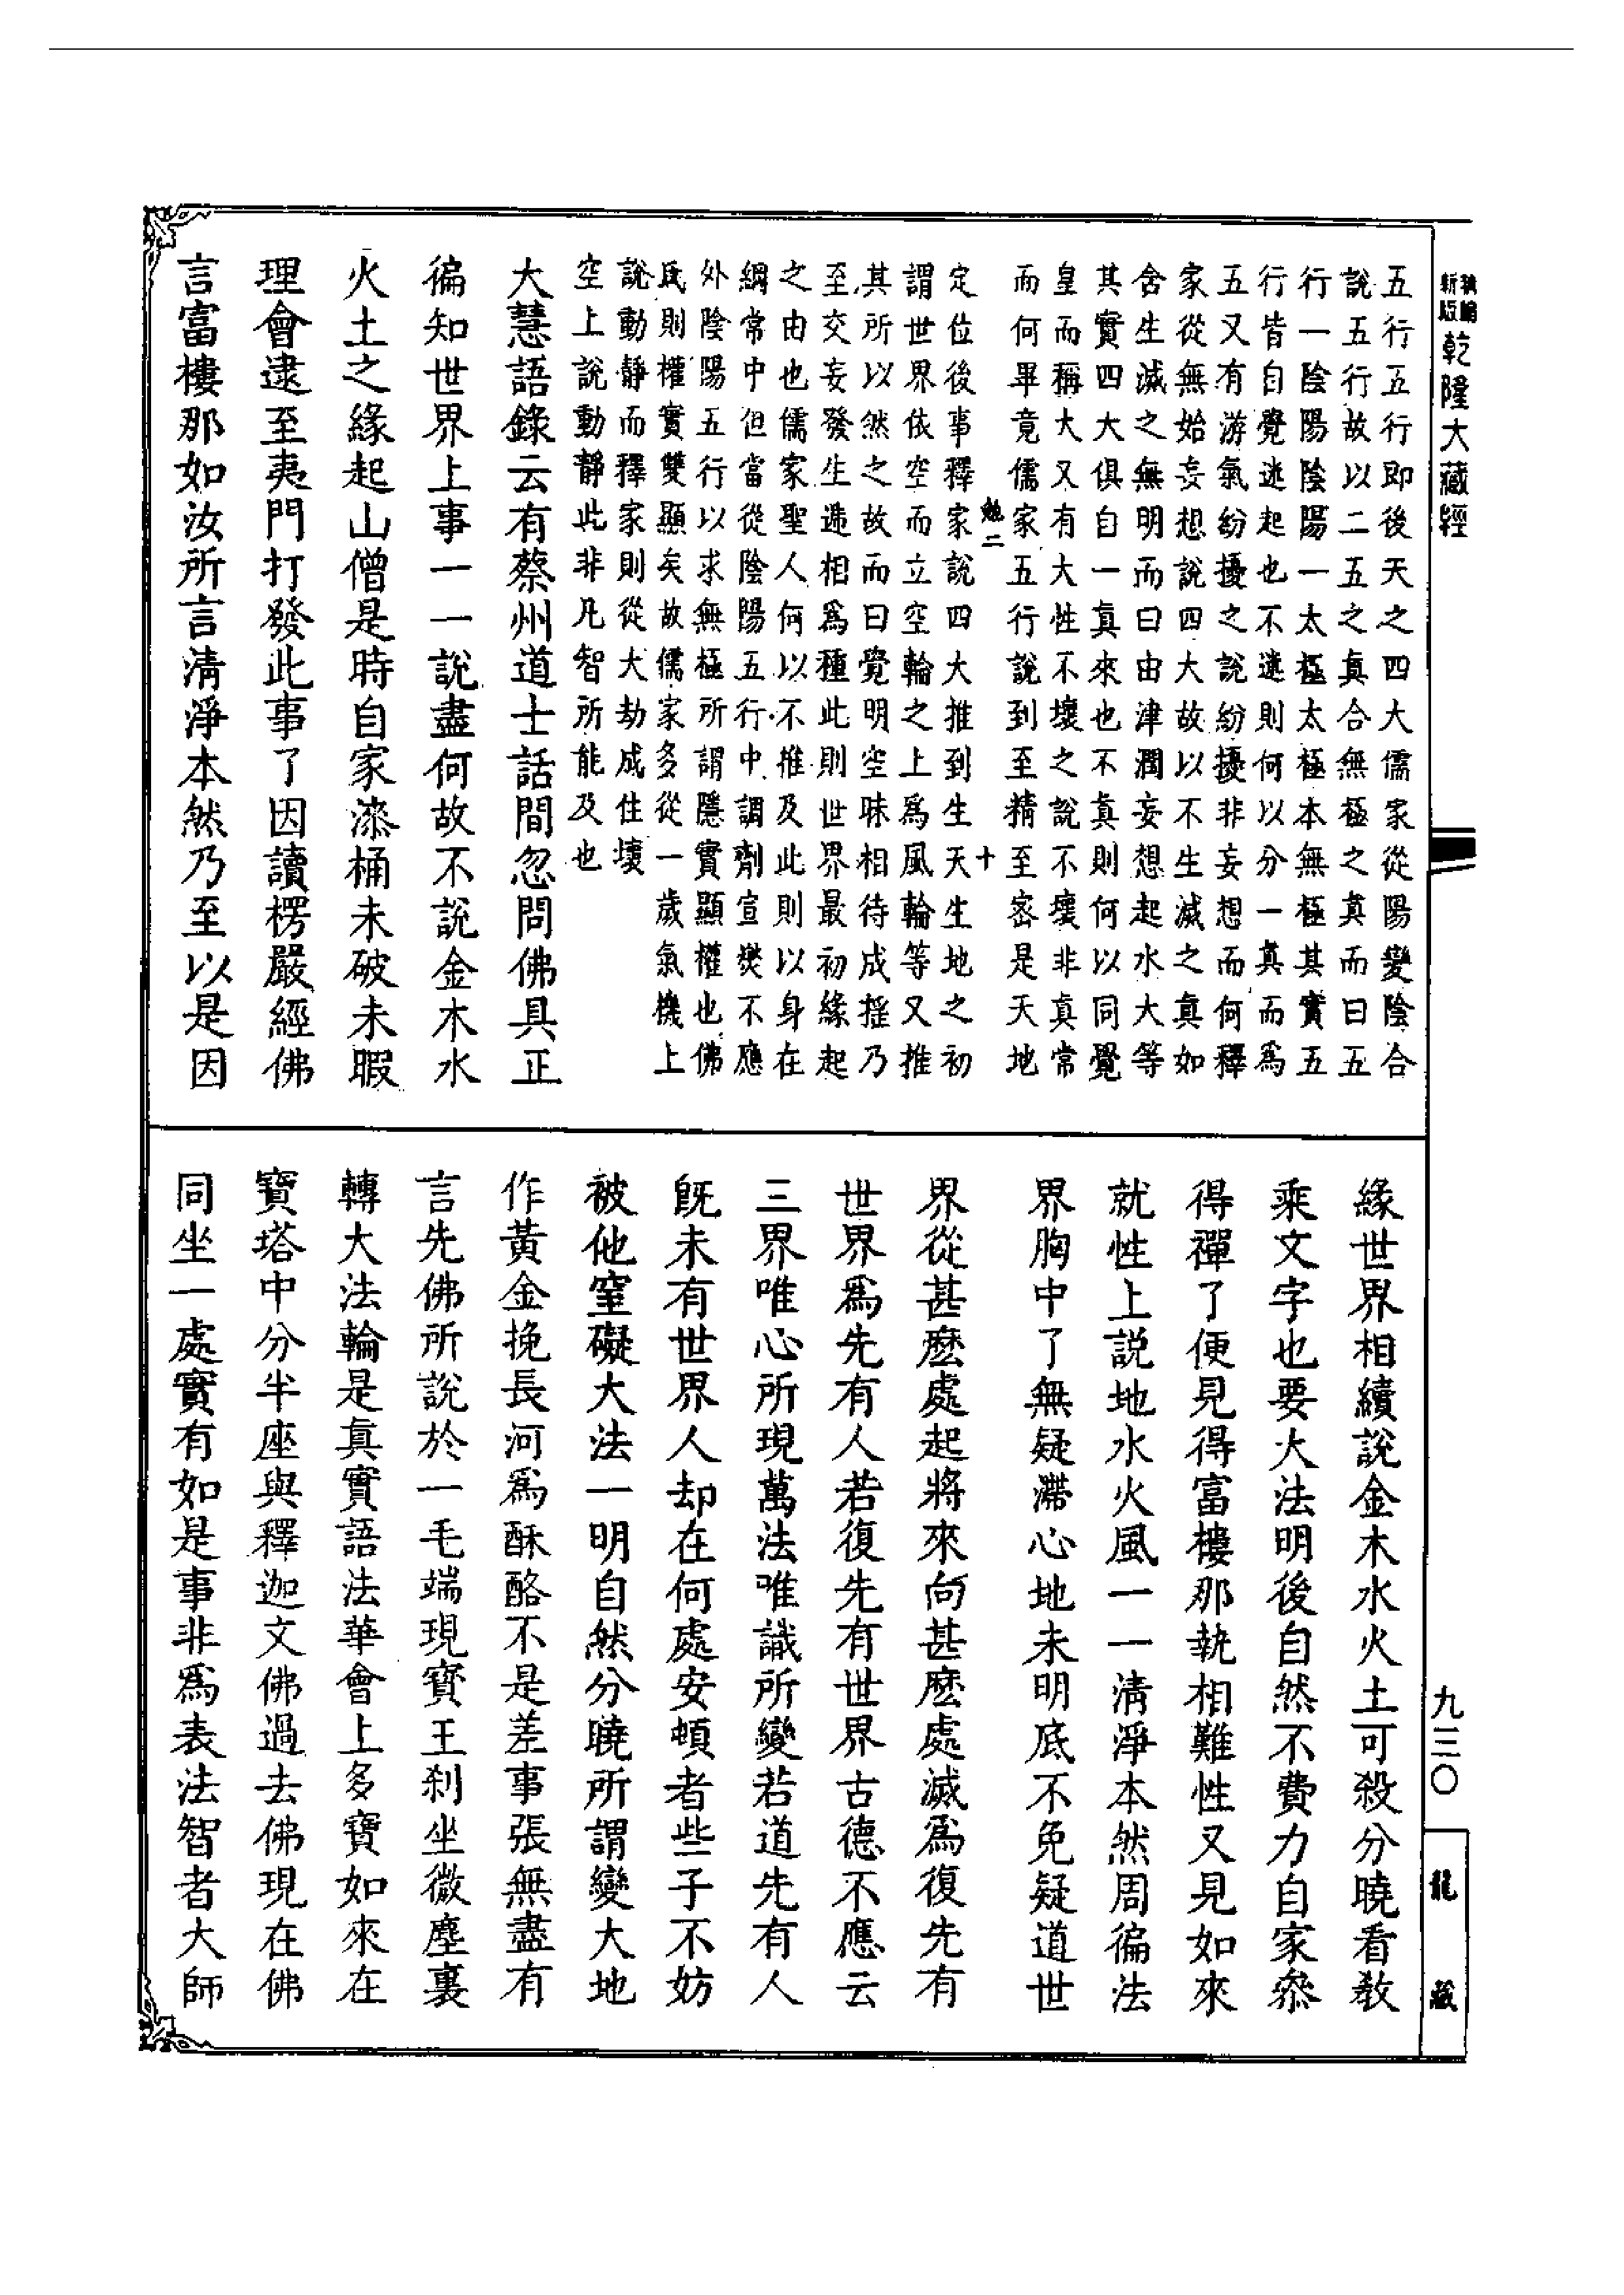 新編
新版
乾隆大藏經
五行五行即後天之四大儒家從陽變陰合
說五行故以二五之真合無極之真而曰五
行一陰陽陰陽一太極太極本無極其實五
行皆自覺迷起也不迷則何以分一真而為
五又有游氣紛擾之說紛擾非妄想而何釋
家從無始妄想說四大故以不生滅之真如
舍生滅之無明而曰由津潤妄想起水大等
其實四大俱自一真來也不真則何以同覺
皇而稱大又有大性不壞之說不壞非真常
而何畢竟儒家五行說到至精至密是天地
勉二
十
定位後事釋家說四大推到生天生地之初
謂世界依空而立空輪之上為風輪等又推
其所以然之故而曰覺明空昧相待成搖乃
至交妄發生遞相為種此則世界最初緣起
之由也儒家聖人何以不推及此則以身在
綱常中但當從陰陽五行中調劑宣爕不應
外陰陽五行以求無極所謂隱實顯權也佛
氏則權實雙顯矣故儒家多從一歲氣機上
說動靜而釋家則從大劫成住壞
空上說動靜此非凡智所能及也
大慧語錄云有蔡州道士話間忽問佛具正
徧知世界上事一一說盡何故不說金木水
火土之緣起山僧是時自家漆桶未破未暇
理會逮至夷門打發此事了因讀楞嚴經佛
言富樓那如汝所言清淨本然乃至以是因
緣世界相續說金木水火土可殺分曉看教
乘文字也要大法明後自然不費力自家叅
得禪了便見得富樓那執相難性又見如來
就性上説地水火風一一清淨本然周徧法
界胸中了無疑滯心地未明底不免疑道世
界從甚麽處起將來向甚麽處滅為復先有
世界為先有人若復先有世界古德不應云
三界唯心所現萬法唯識所變若道先有人
旣未有世界人却在何處安頓者些子不妨
被他窒礙大法一明自然分曉所謂變大地
作黃金挽長河為酥酪不是差事張無盡有
言先佛所說於一毛端現寶王刹坐微塵裏
轉大法輪是真實語法華會上多寶如來在
寶塔中分半座與釋迦文佛過去佛現在佛
同坐一處實有如是事非為表法智者大師
九三〇
龍藏